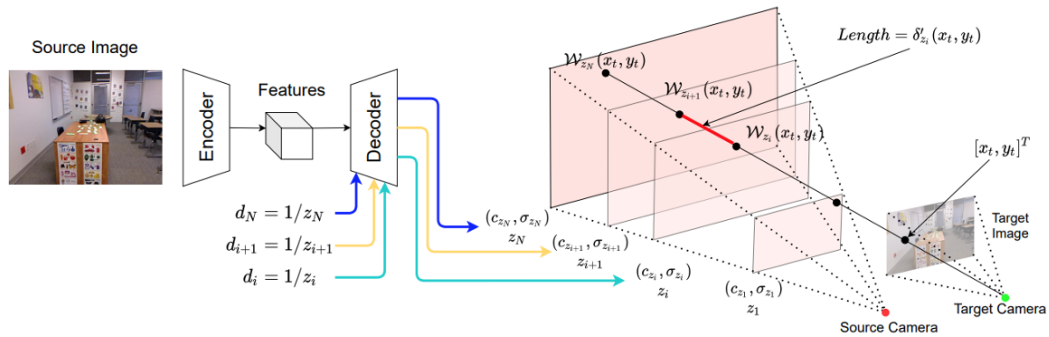 Source Image
Encoder
Features
Decoder
$d_N = 1/z_N$
$d_{i+1} = 1/z_{i+1}$
$d_i = 1/z_i$
$(c_{z_N}, \sigma_{z_N})$
$z_N$
$(c_{z_{i+1}}, \sigma_{z_{i+1}})$
$z_{i+1}$
$(c_{z_i}, \sigma_{z_i})$
$z_i$
$(c_{z_1}, \sigma_{z_1})$
$z_1$
$\mathcal{W}_{z_N}(x_t, y_t)$
$\mathcal{W}_{z_{i+1}}(x_t, y_t)$
$\mathcal{W}_{z_i}(x_t, y_t)$
$Length = \delta'_{z_i}(x_t, y_t)$
$[x_t, y_t]^T$
Target
Image
Target Camera
Source Camera